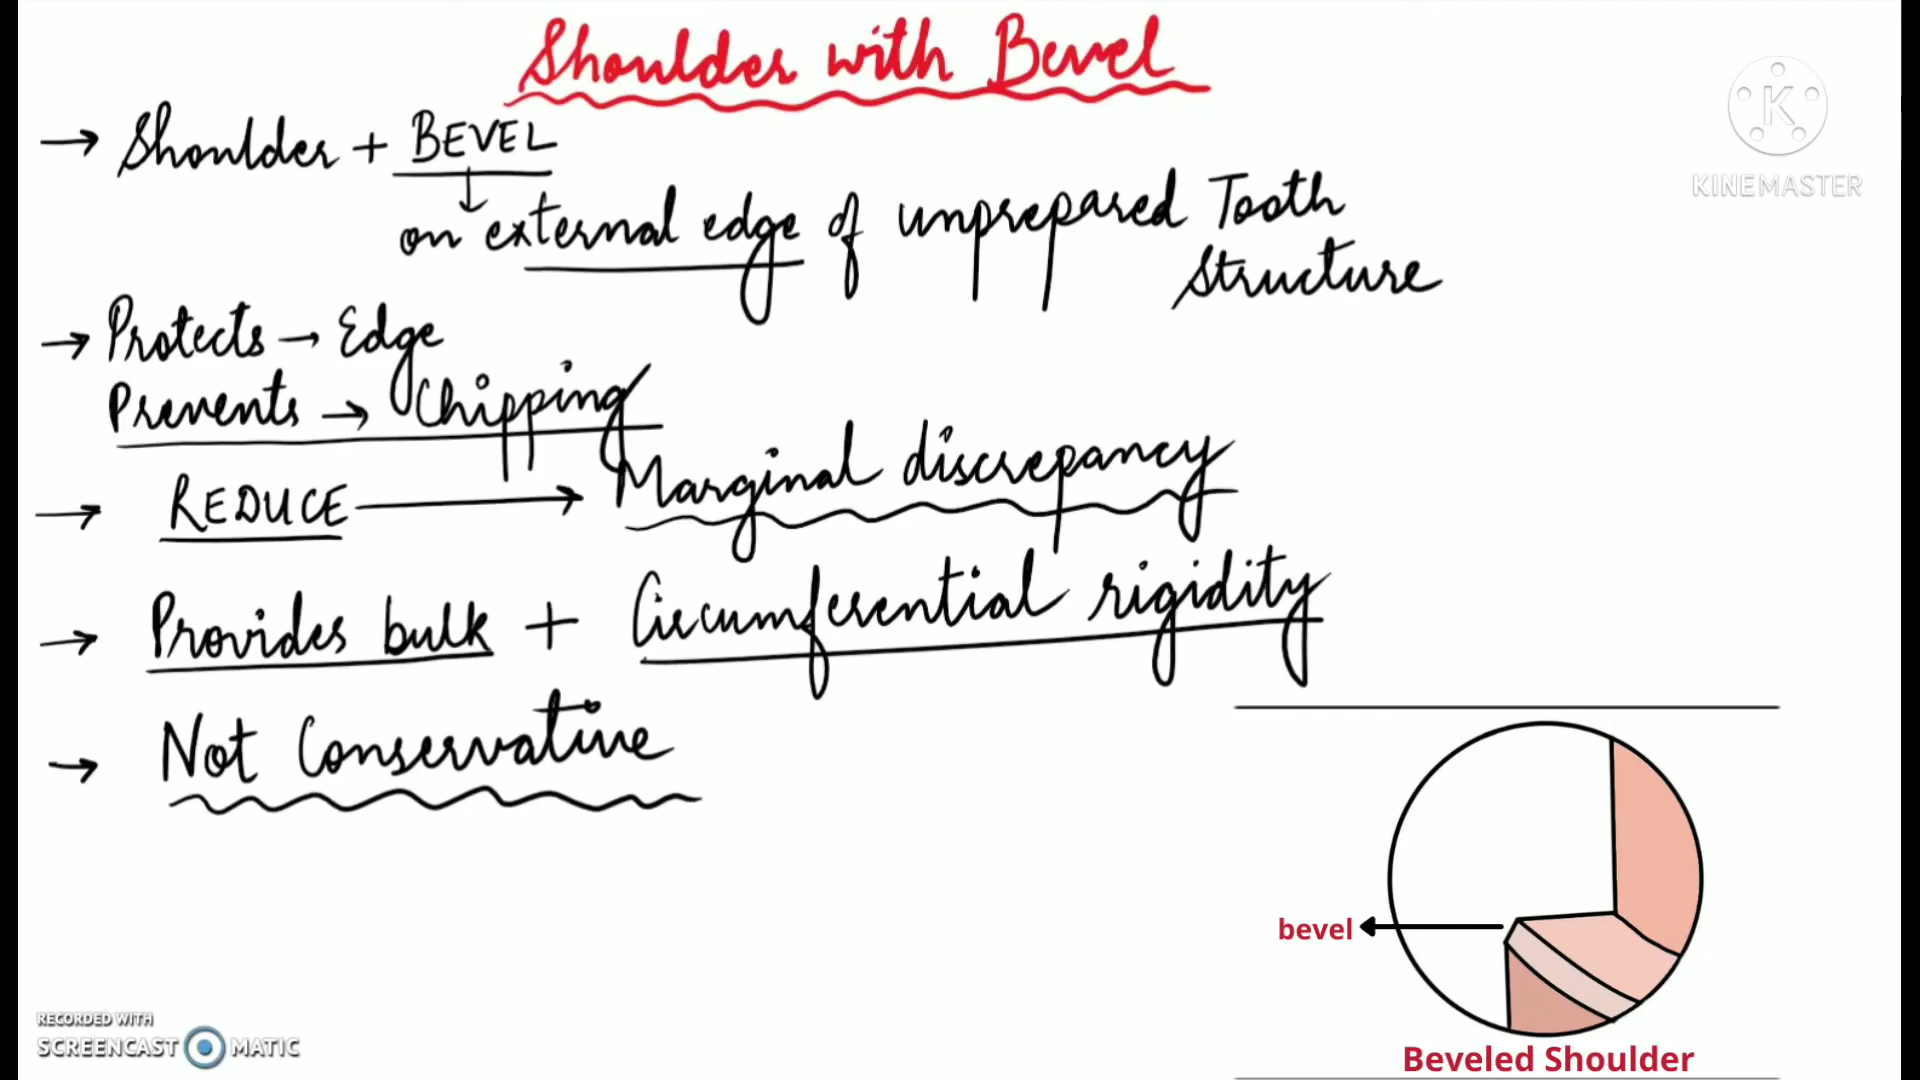 Shoulder with Bevel
→ Shoulder + BEVEL
↓
on external edge of unprepared Tooth
Structure
→ Protects → Edge
Prevents → Chipping
→ REDUCE → Marginal discrepancy
→ Provides bulk + Circumferential rigidity
→ Not Conservative
bevel
Beveled Shoulder
K
KINEMASTER
RECORDED WITH
SCREENCAST MATIC